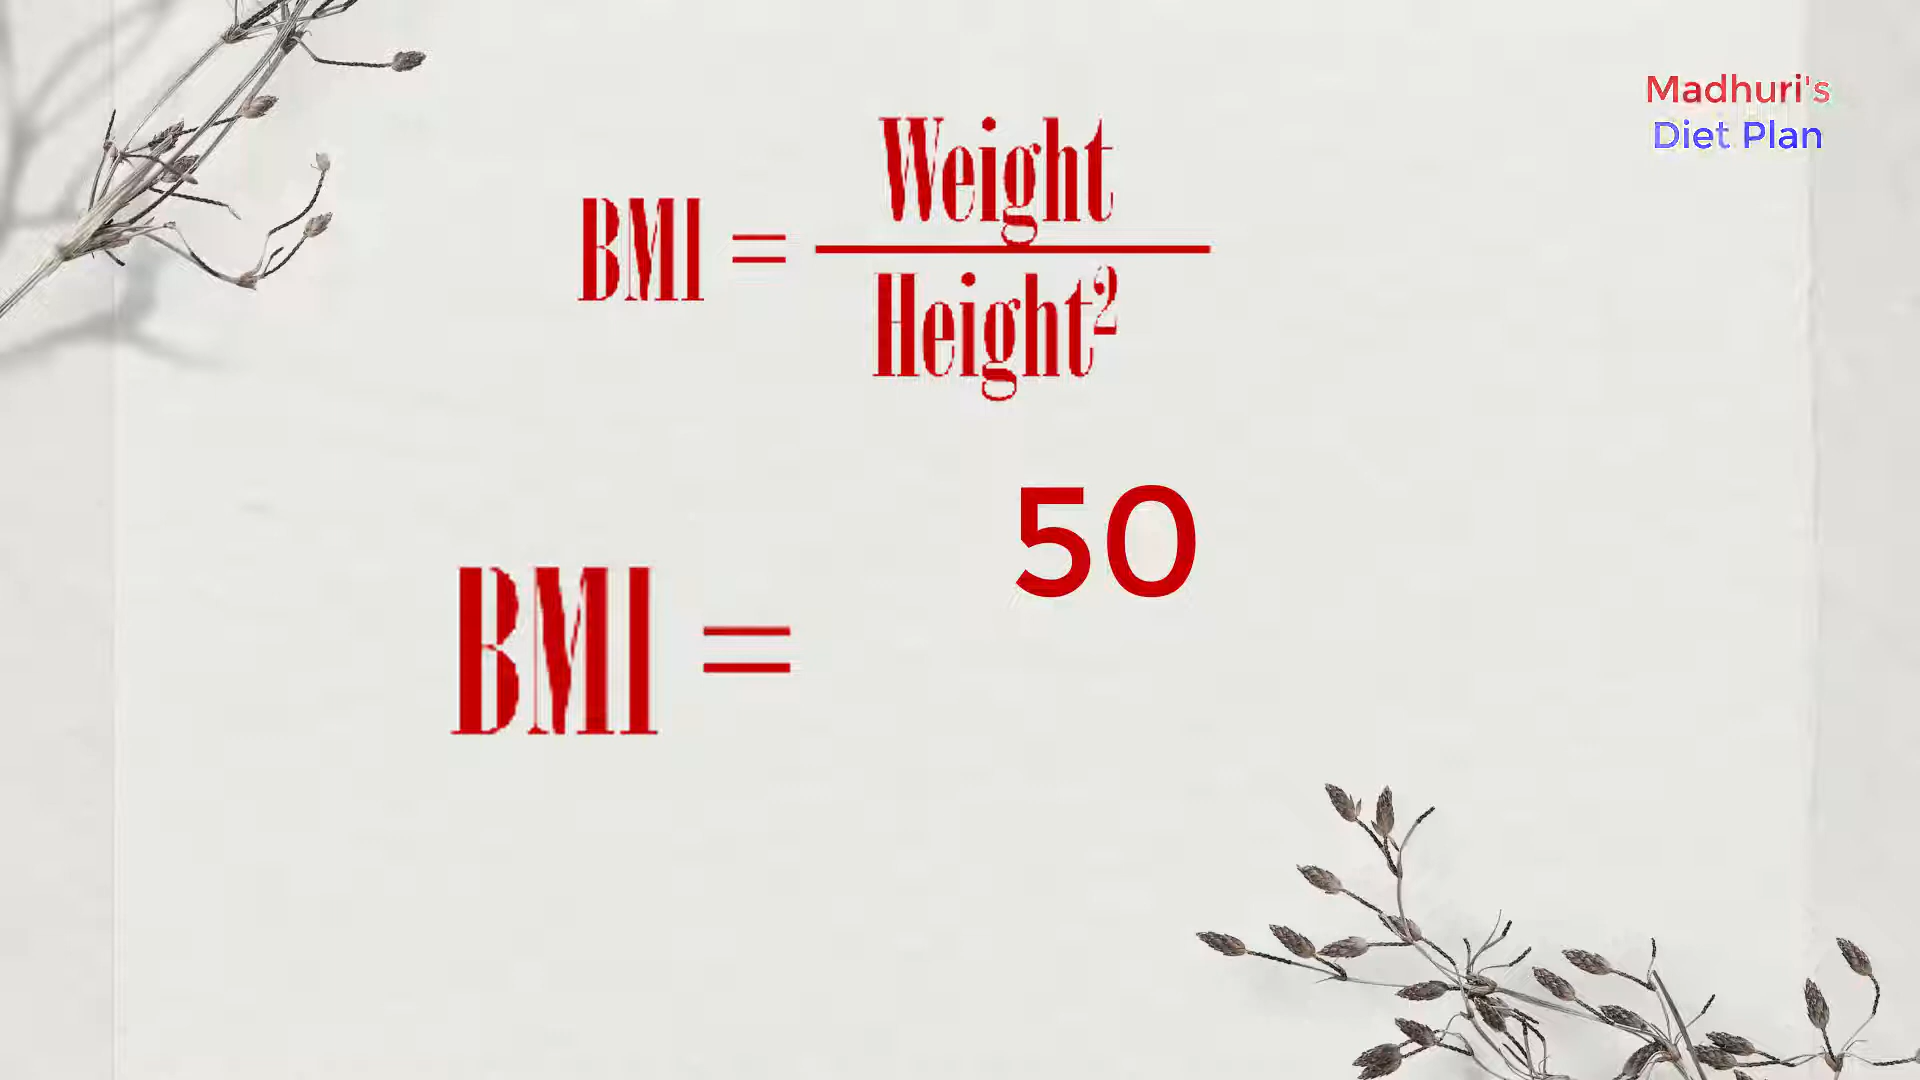 Madhuri's
Diet Plan
BMI = Weight
Height²
50
BMI =